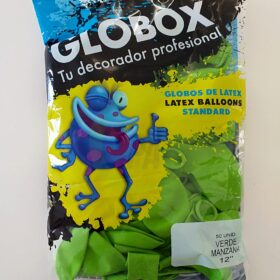 GLOBOX
Tu decorador profesional
GLOBOS DE LATEX
LATEX BALLOONS
STANDARD
50 UNID
VERDE
MANZANA
12"